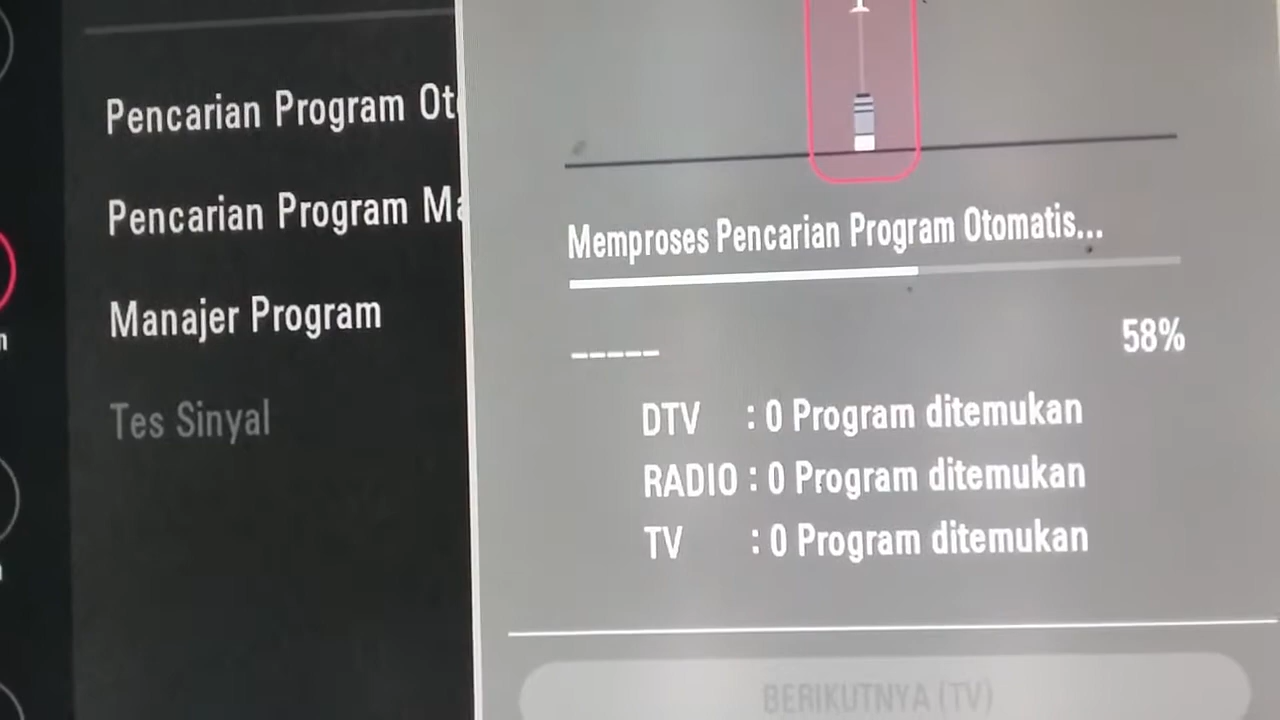 Pencarian Program Ot
Pencarian Program Ma
Manajer Program
Tes Sinyal
Memproses Pencarian Program Otomatis...
_____
58%
DTV : 0 Program ditemukan
RADIO : 0 Program ditemukan
TV : 0 Program ditemukan
BERIKUTNYA (TV)